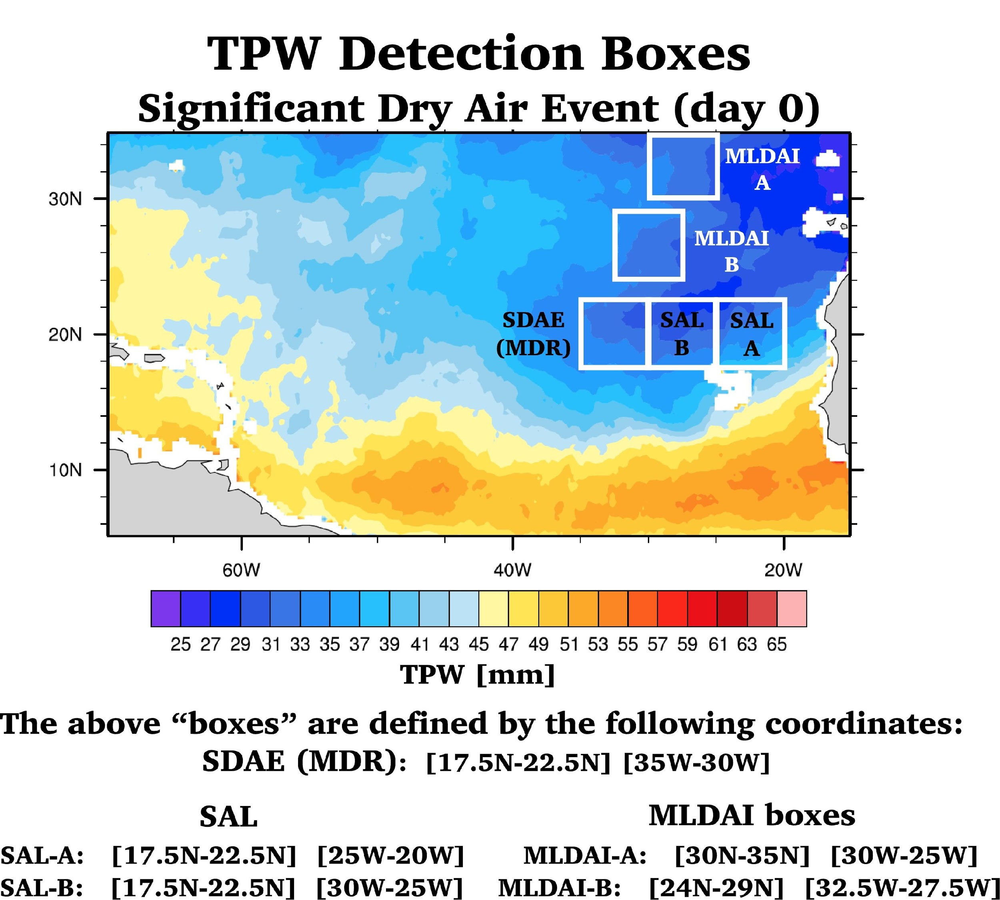 TPW Detection Boxes
Significant Dry Air Event (day 0)
MLDAI
A
30N
MLDAI
B
SDAE
(MDR)
SAL
B
SAL
A
20N
10N
60W 40W 20W
25 27 29 31 33 35 37 39 41 43 45 47 49 51 53 55 57 59 61 63 65
TPW [mm]
The above “boxes” are defined by the following coordinates:
SDAE (MDR): [17.5N-22.5N] [35W-30W]
SAL MLDAI boxes
SAL-A: [17.5N-22.5N] [25W-20W] MLDAI-A: [30N-35N] [30W-25W]
SAL-B: [17.5N-22.5N] [30W-25W] MLDAI-B: [24N-29N] [32.5W-27.5W]